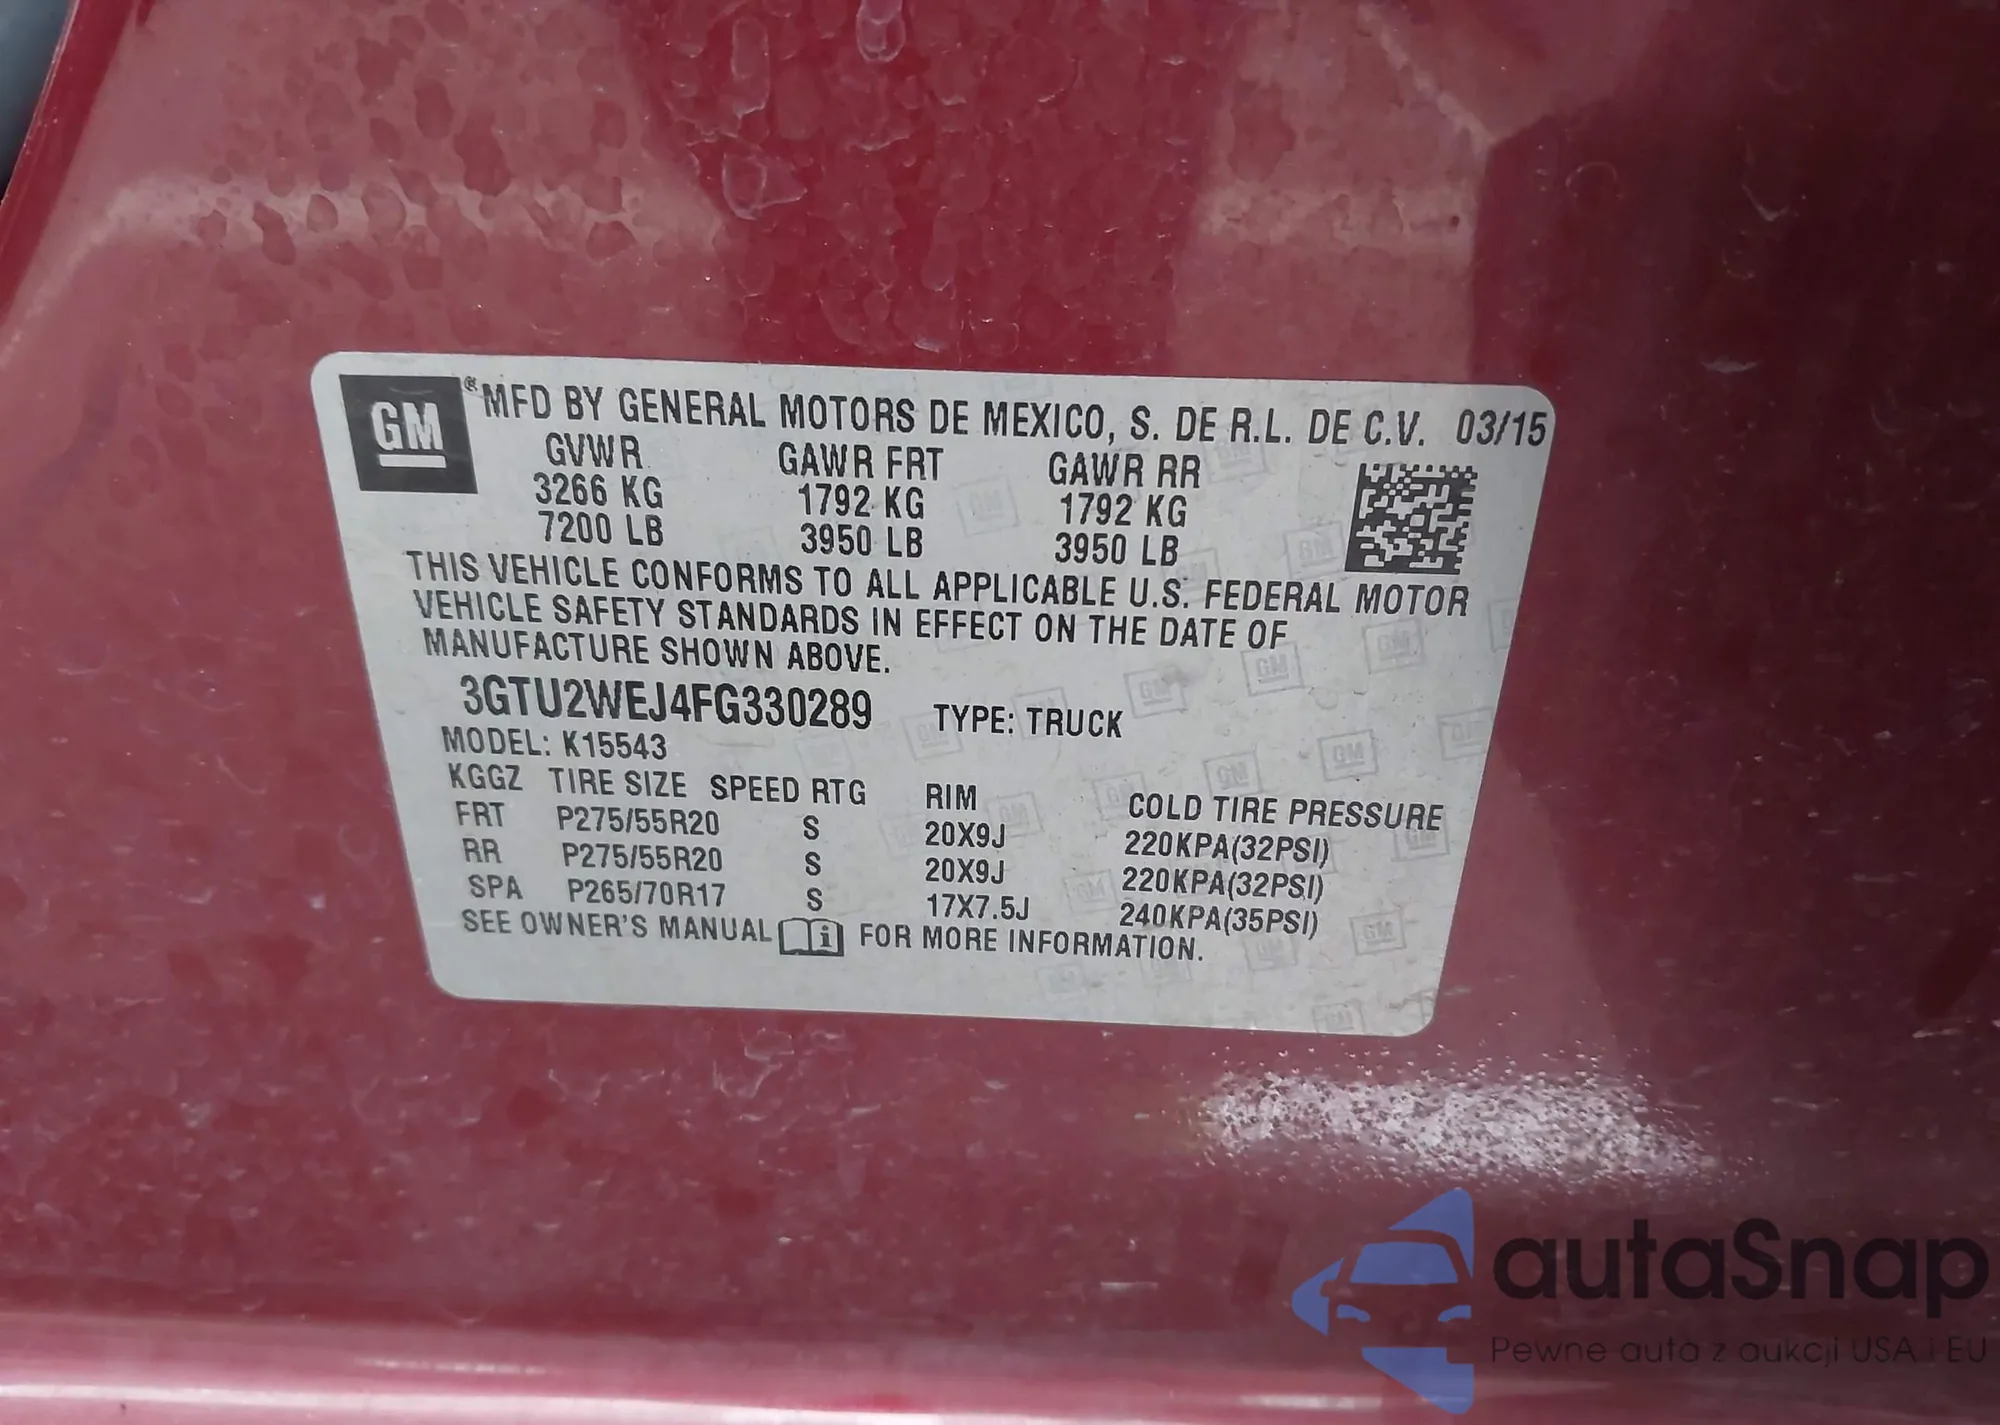 GM® MFD BY GENERAL MOTORS DE MEXICO, S. DE R.L. DE C.V. 03/15
GVWR GAWR FRT GAWR RR
3266 KG 1792 KG 1792 KG
7200 LB 3950 LB 3950 LB
THIS VEHICLE CONFORMS TO ALL APPLICABLE U.S. FEDERAL MOTOR
VEHICLE SAFETY STANDARDS IN EFFECT ON THE DATE OF
MANUFACTURE SHOWN ABOVE.
3GTU2WEJ4FG330289 TYPE: TRUCK
MODEL: K15543
KGGZ TIRE SIZE SPEED RTG RIM COLD TIRE PRESSURE
FRT P275/55R20 S 20X9J 220KPA(32PSI)
RR P275/55R20 S 20X9J 220KPA(32PSI)
SPA P265/70R17 S 17X7.5J 240KPA(35PSI)
SEE OWNER'S MANUAL i FOR MORE INFORMATION.
autaSnap
Pewne auta z aukcji USA i EU